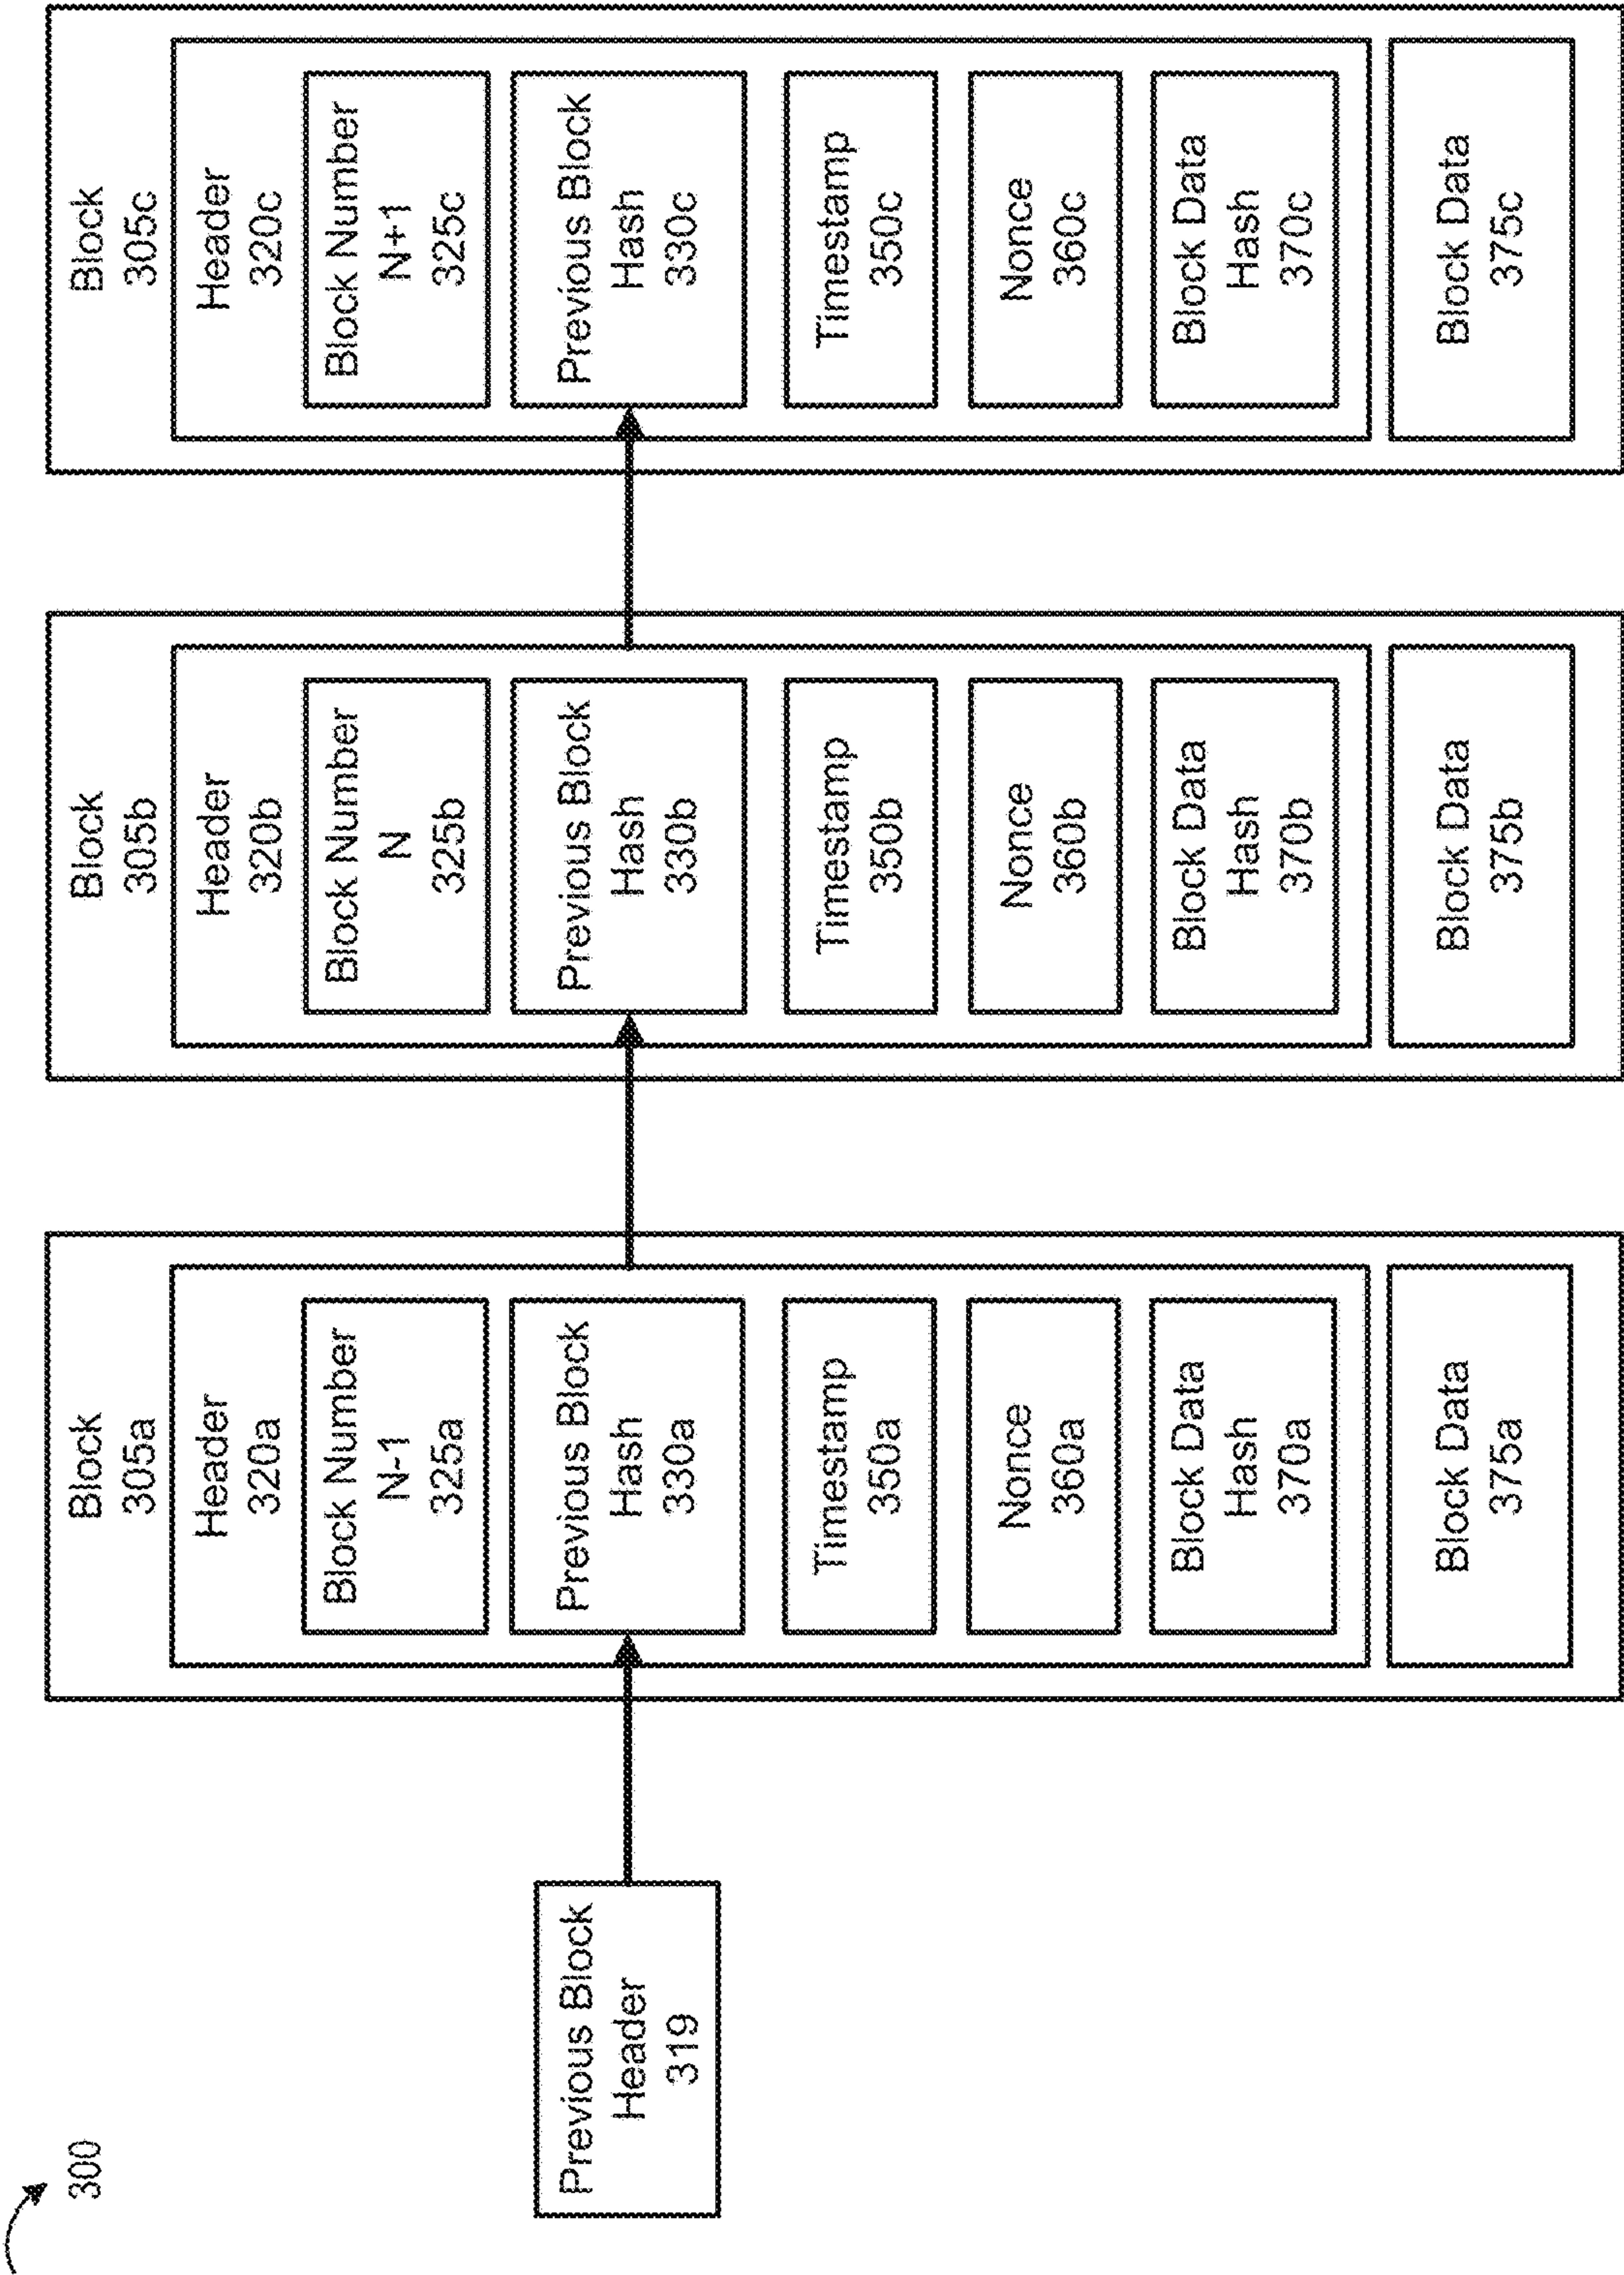 300
Previous Block
Header
319
Block
305a
Header
320a
Block Number
N-1
325a
Previous Block
Hash
330a
Timestamp
350a
Nonce
360a
Block Data
Hash
370a
Block Data
375a
Block
305b
Header
320b
Block Number
N
325b
Previous Block
Hash
330b
Timestamp
350b
Nonce
360b
Block Data
Hash
370b
Block Data
375b
Block
305c
Header
320c
Block Number
N+1
325c
Previous Block
Hash
330c
Timestamp
350c
Nonce
360c
Block Data
Hash
370c
Block Data
375c